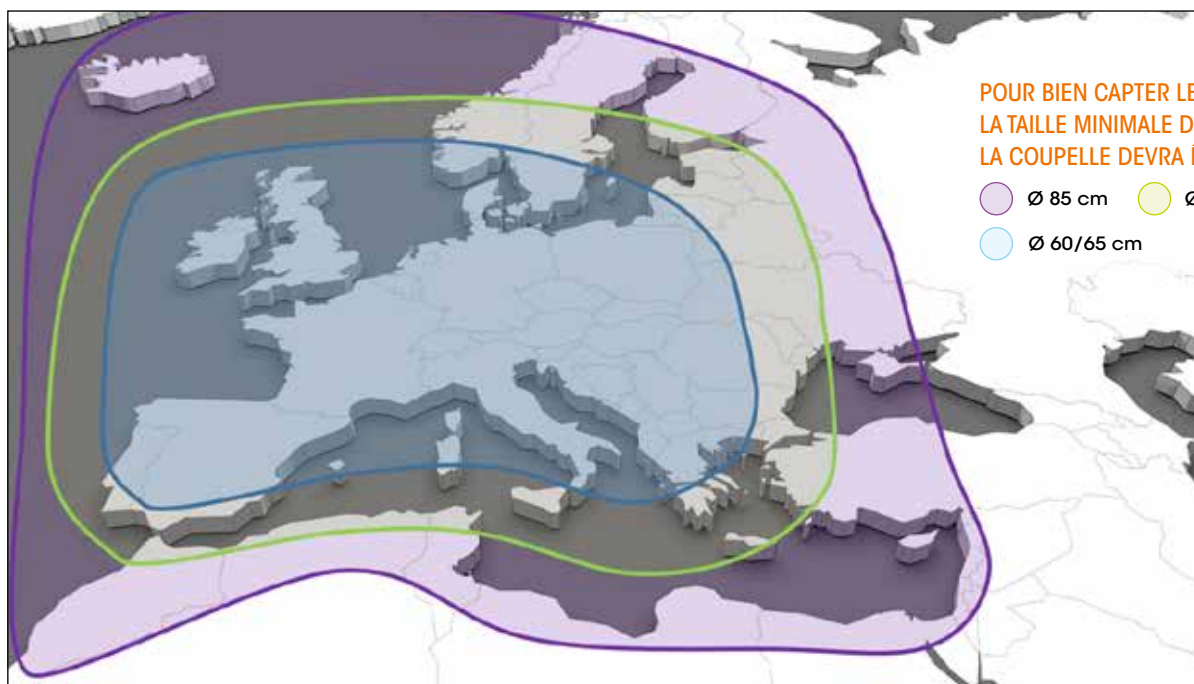 POUR BIEN CAPTER LE
LA TAILLE MINIMALE D
LA COUPELLE DEVRA
Ø 85 cm Ø
Ø 60/65 cm